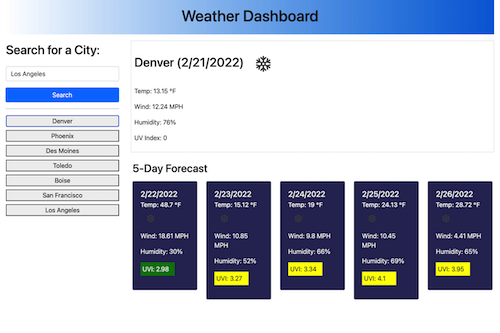 Weather Dashboard
Search for a City:
Los Angeles
Search
Denver
Phoenix
Des Moines
Toledo
Boise
San Francisco
Los Angeles
Denver (2/21/2022)
Temp: 13.15 °F
Wind: 12.24 MPH
Humidity: 76%
UV Index: 0
5-Day Forecast
2/22/2022
Temp: 48.7 °F
Wind: 18.61 MPH
Humidity: 30%
UVI: 2.98
2/23/2022
Temp: 15.12 °F
Wind: 10.85
MPH
Humidity: 52%
UVI: 3.27
2/24/2022
Temp: 19 °F
Wind: 9.8 MPH
Humidity: 66%
UVI: 3.34
2/25/2022
Temp: 24.13 °F
Wind: 10.45
MPH
Humidity: 69%
UVI: 4.1
2/26/2022
Temp: 28.72 °F
Wind: 4.41 MPH
Humidity: 65%
UVI: 3.95